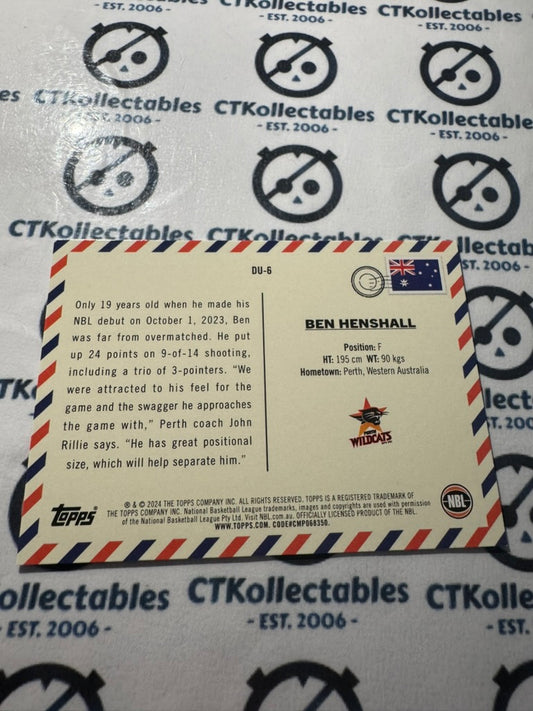 CTKollectables
- EST. 2006 -
CTKollectables
- EST. 2006 -
CTKollectables
- EST. 2006 -
CTKollectables
- EST. 2006 -
CTKollectables
- EST. 2006 -
CTKollectables
CTKollectables
DU-6
Only 19 years old when he made his
NBL debut on October 1, 2023, Ben
was far from overmatched. He put
up 24 points on 9-of-14 shooting,
including a trio of 3-pointers. “We
were attracted to his feel for the
game and the swagger he approaches
the game with,” Perth coach John
Rillie says. “He has great positional
size, which will help separate him.”
BEN HENSHALL
Position: F
HT: 195 cm WT: 90 kgs
Hometown: Perth, Western Australia
WILDCATS
topps
® & © 2024 THE TOPPS COMPANY INC. ALL RIGHTS RESERVED. TOPPS IS A REGISTERED TRADEMARK OF
THE TOPPS COMPANY INC. National Basketball League trademarks, images and copyrights are used with permission
of the National Basketball League Pty Ltd. Visit NBL.com.au. OFFICIALLY LICENSED PRODUCT OF THE NBL.
WWW.TOPPS.COM. CODE#CMP068350.
NBL
ollectables
- EST. 2006 -
CTKollectables
- EST. 2006 -
CTKollect
- EST.